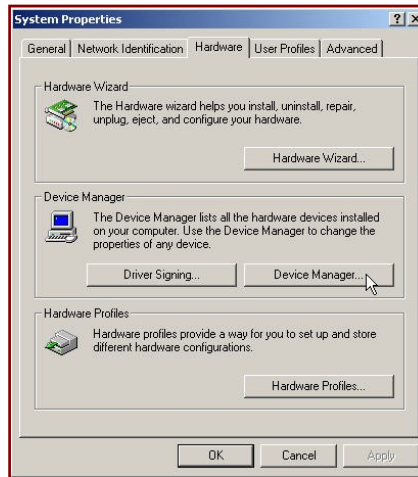 System Properties
General Network Identification Hardware User Profiles Advanced
Hardware Wizard
The Hardware wizard helps you install, uninstall, repair,
unplug, eject, and configure your hardware.
Hardware Wizard...
Device Manager
The Device Manager lists all the hardware devices installed
on your computer. Use the Device Manager to change the
properties of any device.
Driver Signing... Device Manager...
Hardware Profiles
Hardware profiles provide a way for you to set up and store
different hardware configurations.
Hardware Profiles...
OK Cancel Apply